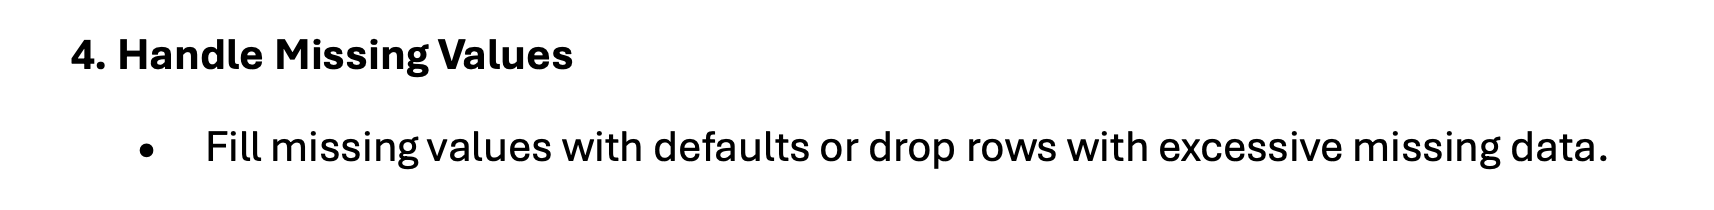 4. Handle Missing Values
• Fill missing values with defaults or drop rows with excessive missing data.